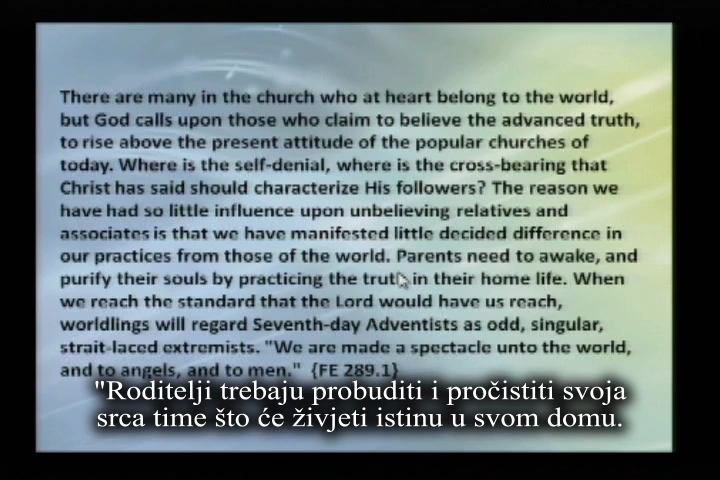 There are many in the church who at heart belong to the world,
but God calls upon those who claim to believe the advanced truth,
to rise above the present attitude of the popular churches of
today. Where is the self-denial, where is the cross-bearing that
Christ has said should characterize His followers? The reason we
have had so little influence upon unbelieving relatives and
associates is that we have manifested little decided difference in
our practices from those of the world. Parents need to awake, and
purify their souls by practicing the truth in their home life. When
we reach the standard that the Lord would have us reach,
worldlings will regard Seventh-day Adventists as odd, singular,
strait-laced extremists. "We are made a spectacle unto the world,
and to angels, and to men." {FE 289.1}
"Roditelji trebaju probuditi i pročistiti svoja
srca time što će živjeti istinu u svom domu.